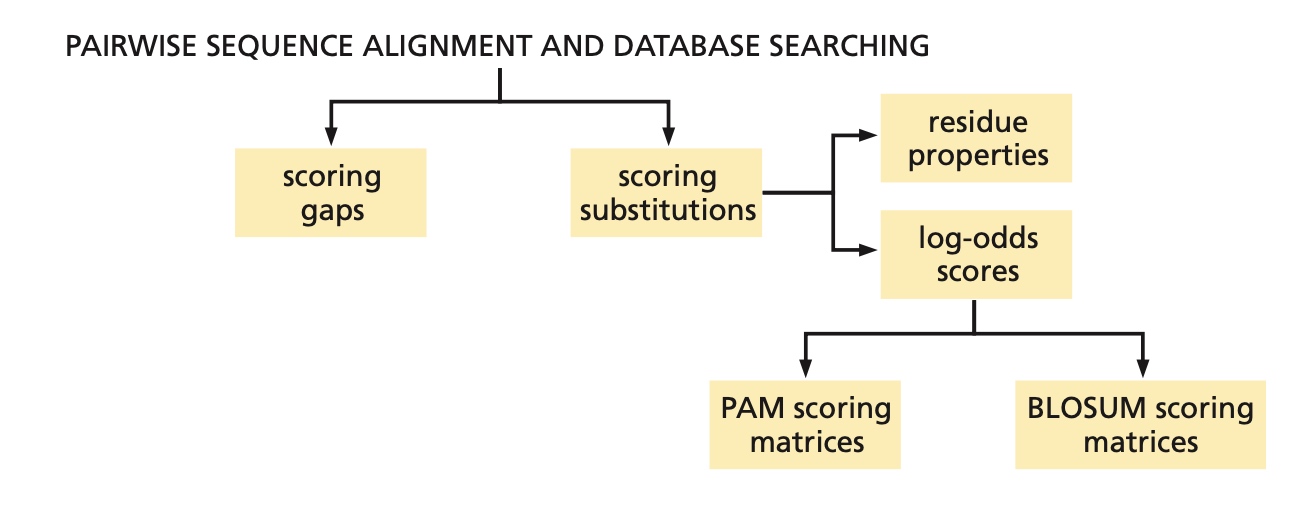 PAIRWISE SEQUENCE ALIGNMENT AND DATABASE SEARCHING
scoring
gaps
scoring
substitutions
residue
properties
log-odds
scores
PAM scoring
matrices
BLOSUM scoring
matrices